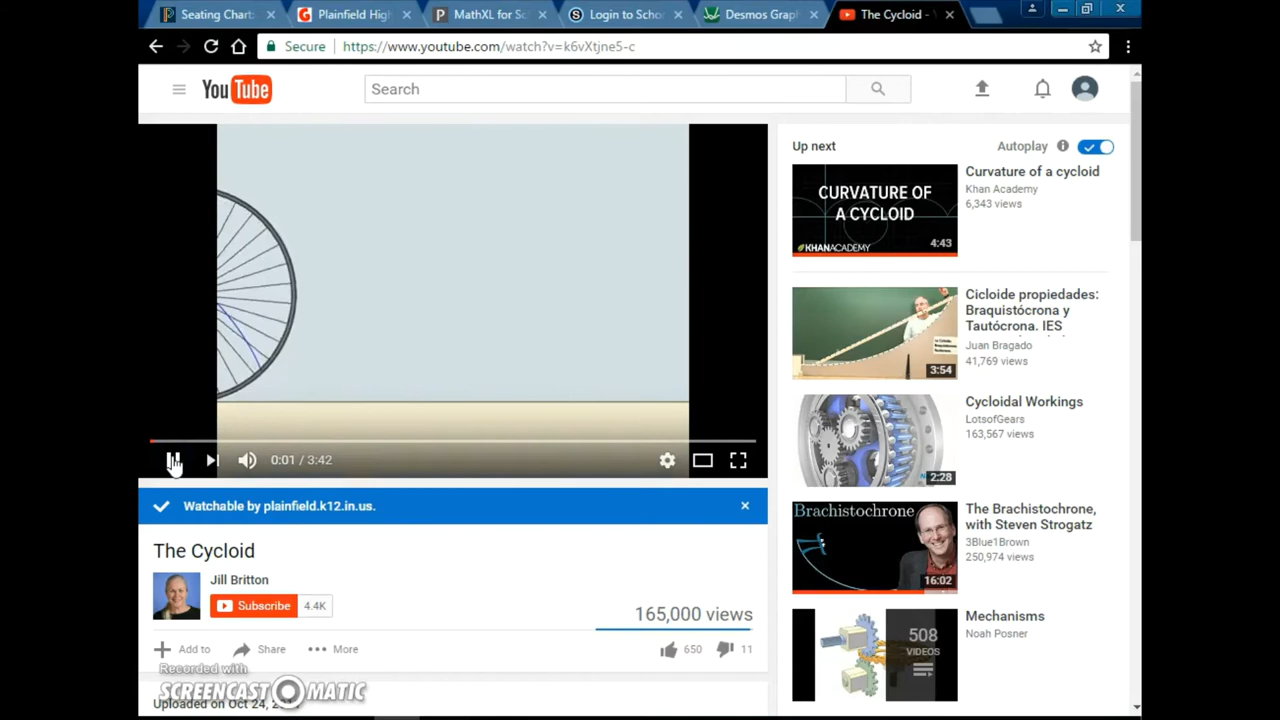 Seating Chart:
Plainfield Hig
MathXL for Sc
Login to Schoo
Desmos Grap
The Cycloid -
Secure https://www.youtube.com/watch?v=k6vXtjne5-c
YouTube
Search
0:01 / 3:42
Watchable by plainfield.k12.in.us.
The Cycloid
Jill Britton
Subscribe 4.4K
165,000 views
Add to Share More 650 11
Recorded with
SCREENCAST MATIC
Uploaded on Oct 24,
Up next Autoplay
CURVATURE OF
A CYCLOID
KHANACADEMY 4:43
Curvature of a cycloid
Khan Academy
6,343 views
3:54
Cicloide propiedades:
Braquistócrona y
Tautócrona. IES
Juan Bragado
41,769 views
2:28
Cycloidal Workings
LotsofGears
163,567 views
Brachistochrone
16:02
The Brachistochrone,
with Steven Strogatz
3Blue1Brown
250,974 views
508
VIDEOS
Mechanisms
Noah Posner